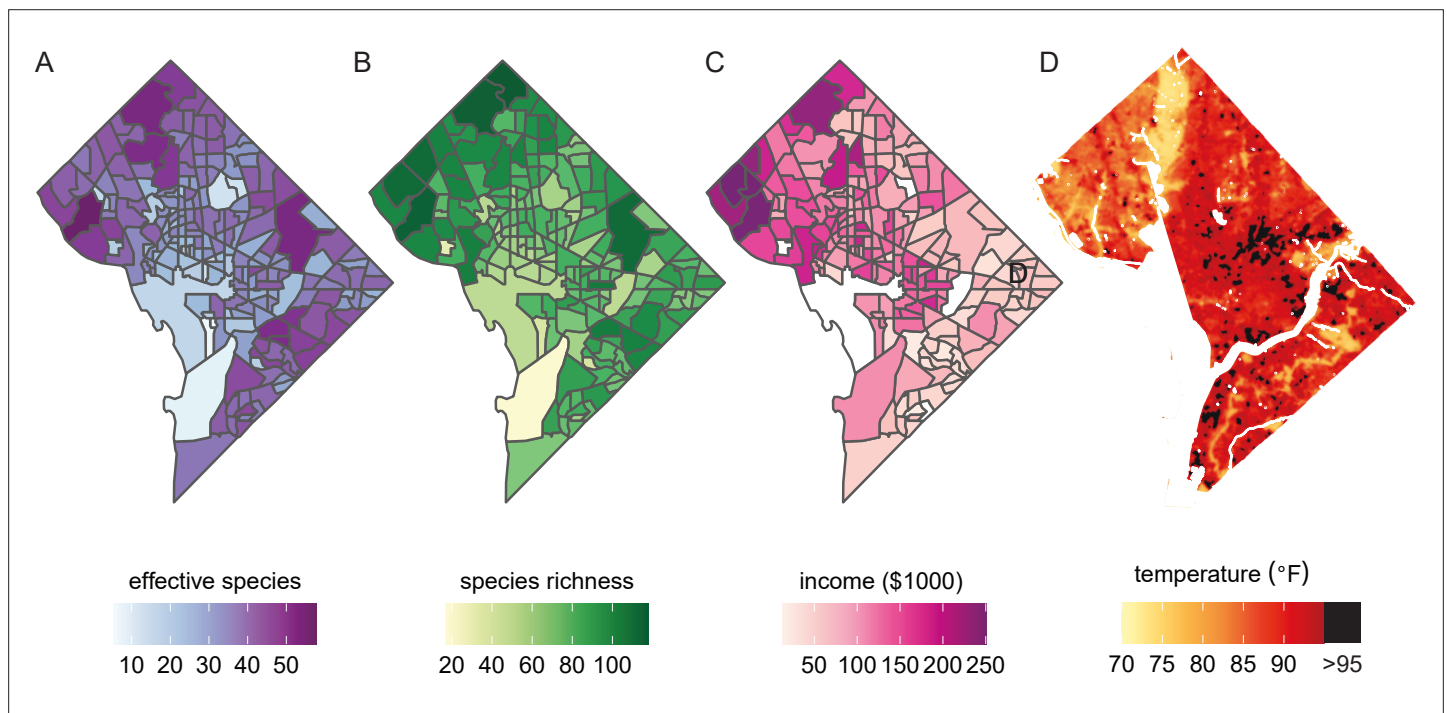 A
B
C
D
D
effective species
10 20 30 40 50
species richness
20 40 60 80 100
income ($1000)
50 100 150 200 250
temperature (°F)
70 75 80 85 90 >95